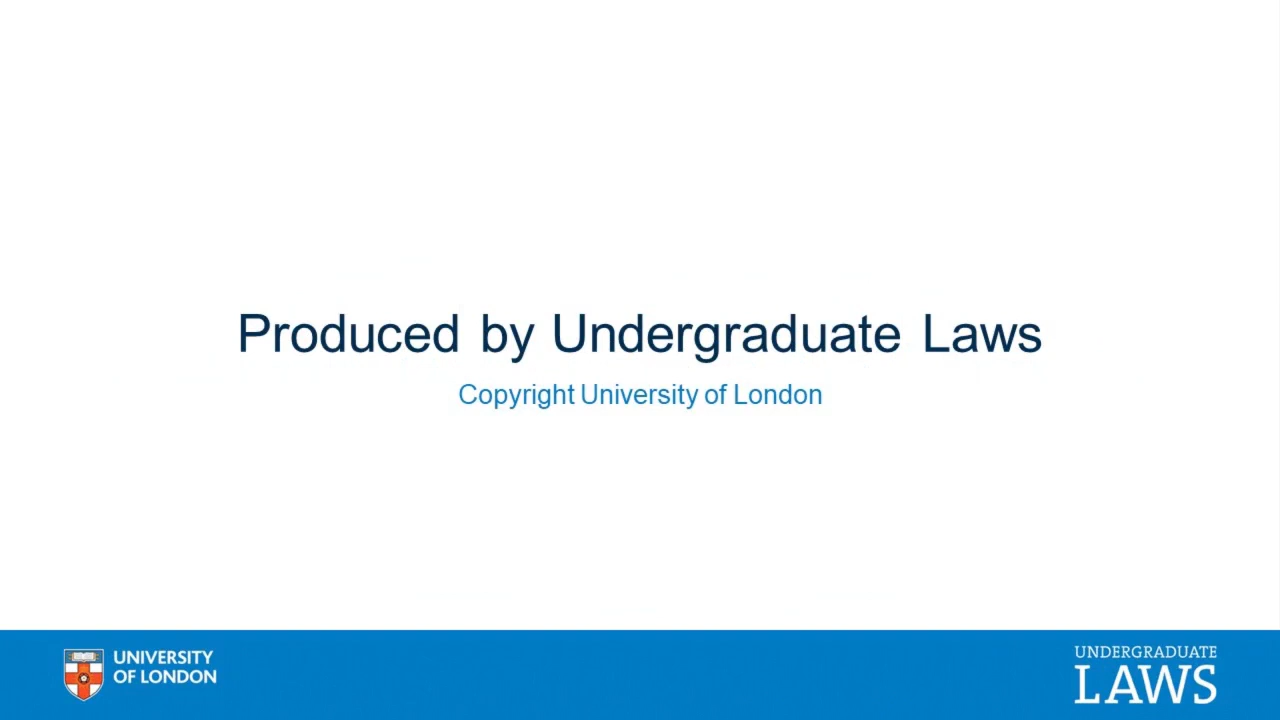 Produced by Undergraduate Laws
Copyright University of London
UNIVERSITY
OF LONDON
UNDERGRADUATE
LAWS